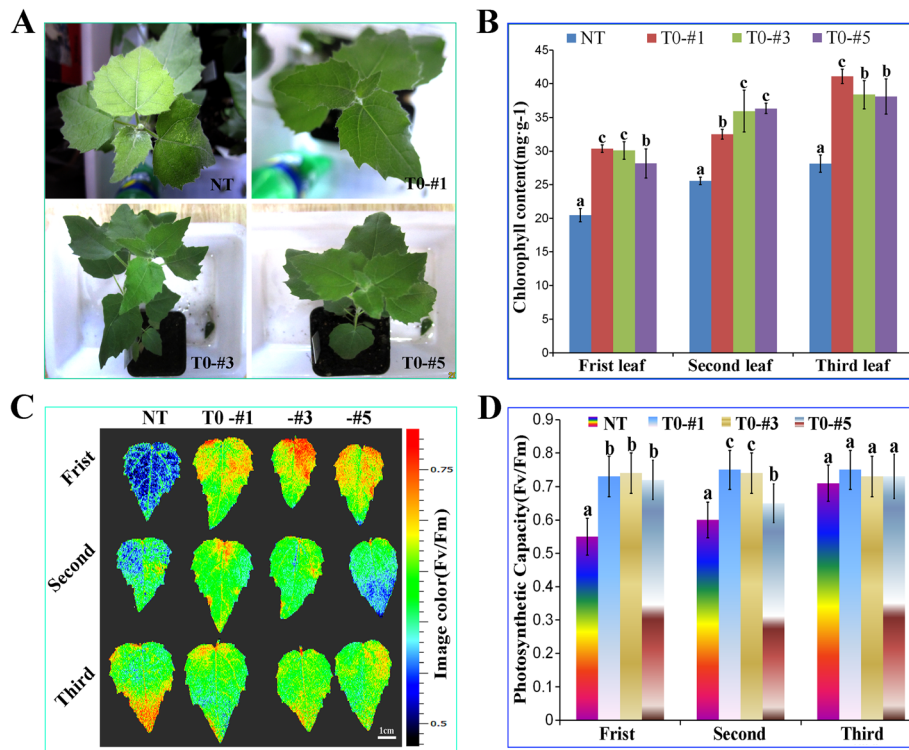 A
NT
T0-#1
T0-#3
T0-#5
B
NT T0-#1 T0-#3 T0-#5
Chlorophyll content(mg·g-1)
45
40
35
30
25
20
15
10
5
0
a c c b
a b c c
a c b b
Frist leaf Second leaf Third leaf
C
NT T0 -#1 -#3 -#5
Frist
Second
Third
0.75
Image color(Fv/Fm)
0.5
1cm
D
NT T0-#1 T0-#3 T0-#5
Photosynthetic Capacity(Fv/Fm)
0.9
0.8
0.7
0.6
0.5
0.4
0.3
0.2
0.1
0
a b b b
a c c b
a a a a
Frist Second Third